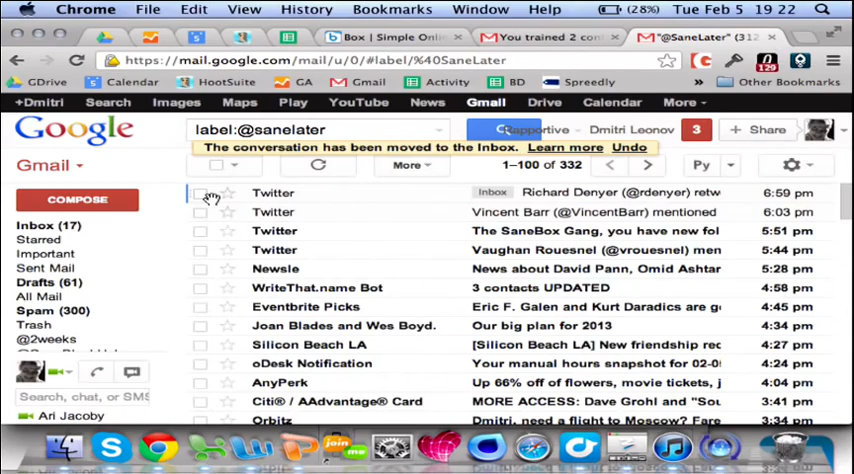 Chrome File Edit View History Bookmarks Window Help (28%) Tue Feb 5 19:22
Box | Simple Onlin
You trained 2 con
"@SaneLater" (312
https://mail.google.com/mail/u/0/#label/%40SaneLater
129
GDrive Calendar HootSuite GA Gmail Activity BD Spreedly » Other Bookmarks
+Dmitri Search Images Maps Play YouTube News Gmail Drive Calendar More
Google label:@sanelater Rapportive Dmitri Leonov 3 + Share
The conversation has been moved to the Inbox. Learn more Undo
Gmail More 1–100 of 332 Py
COMPOSE
Inbox (17)
Starred
Important
Sent Mail
Drafts (61)
All Mail
Spam (300)
Trash
@2weeks
Search, chat, or SMS
Ari Jacoby
Twitter Inbox Richard Denyer (@rdenyer) retw 6:59 pm
Twitter Vincent Barr (@VincentBarr) mentioned 6:03 pm
Twitter The SaneBox Gang, you have new fol 5:51 pm
Twitter Vaughan Rouesnel (@vrouesnel) men 5:44 pm
Newsle News about David Pann, Omid Ashtar 5:28 pm
WriteThat.name Bot 3 contacts UPDATED 4:58 pm
Eventbrite Picks Eric F. Galen and Kurt Daradics are go 4:45 pm
Joan Blades and Wes Boyd. Our big plan for 2013 4:34 pm
Silicon Beach LA [Silicon Beach LA] New friendship rec 4:27 pm
oDesk Notification Your manual hours snapshot for 02-0 4:24 pm
AnyPerk Up 66% off of flowers, movie tickets, j 4:04 pm
Citi® / AAdvantage® Card MORE ACCESS: Dave Grohl and "Sou 3:41 pm
Orbitz Dmitri, need a flight to Moscow? Fare 3:34 pm
join.me